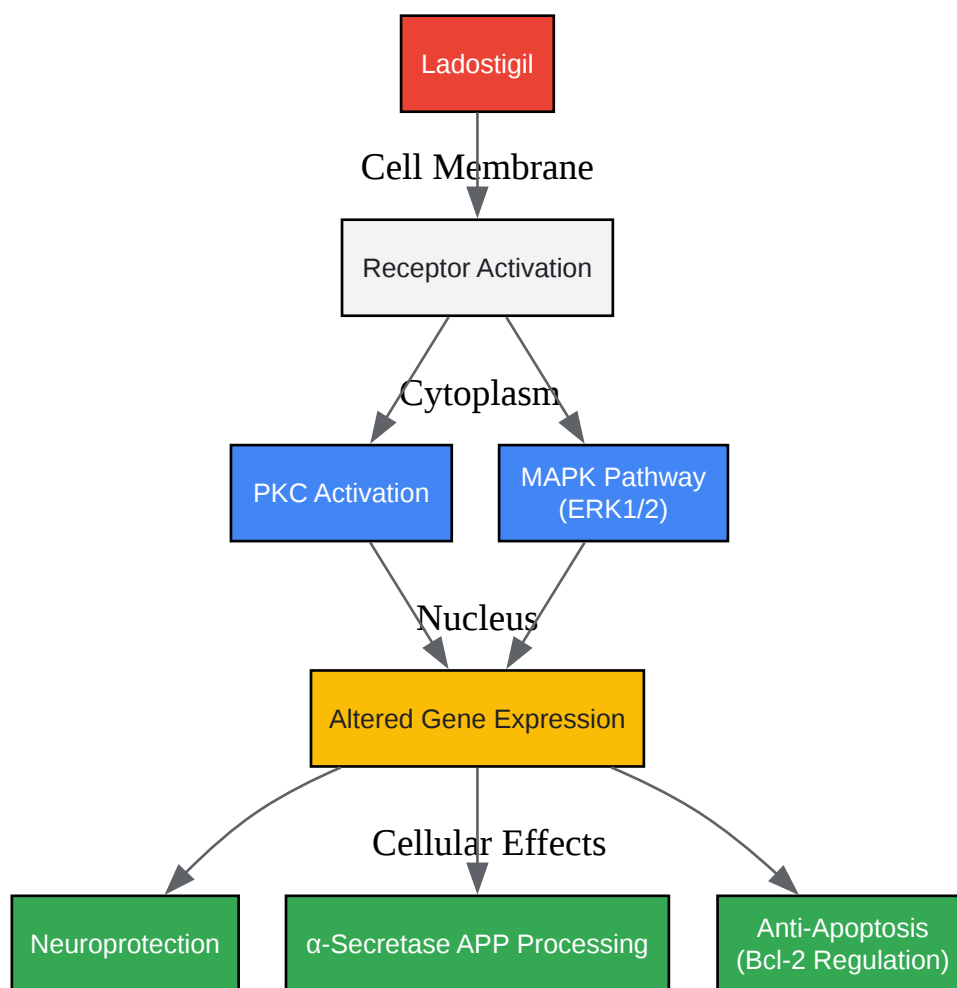 Ladostigil
Cell Membrane
Receptor Activation
Cytoplasm
PKC Activation
MAPK Pathway
(ERK1/2)
Nucleus
Altered Gene Expression
Cellular Effects
Neuroprotection
α-Secretase APP Processing
Anti-Apoptosis
(Bcl-2 Regulation)